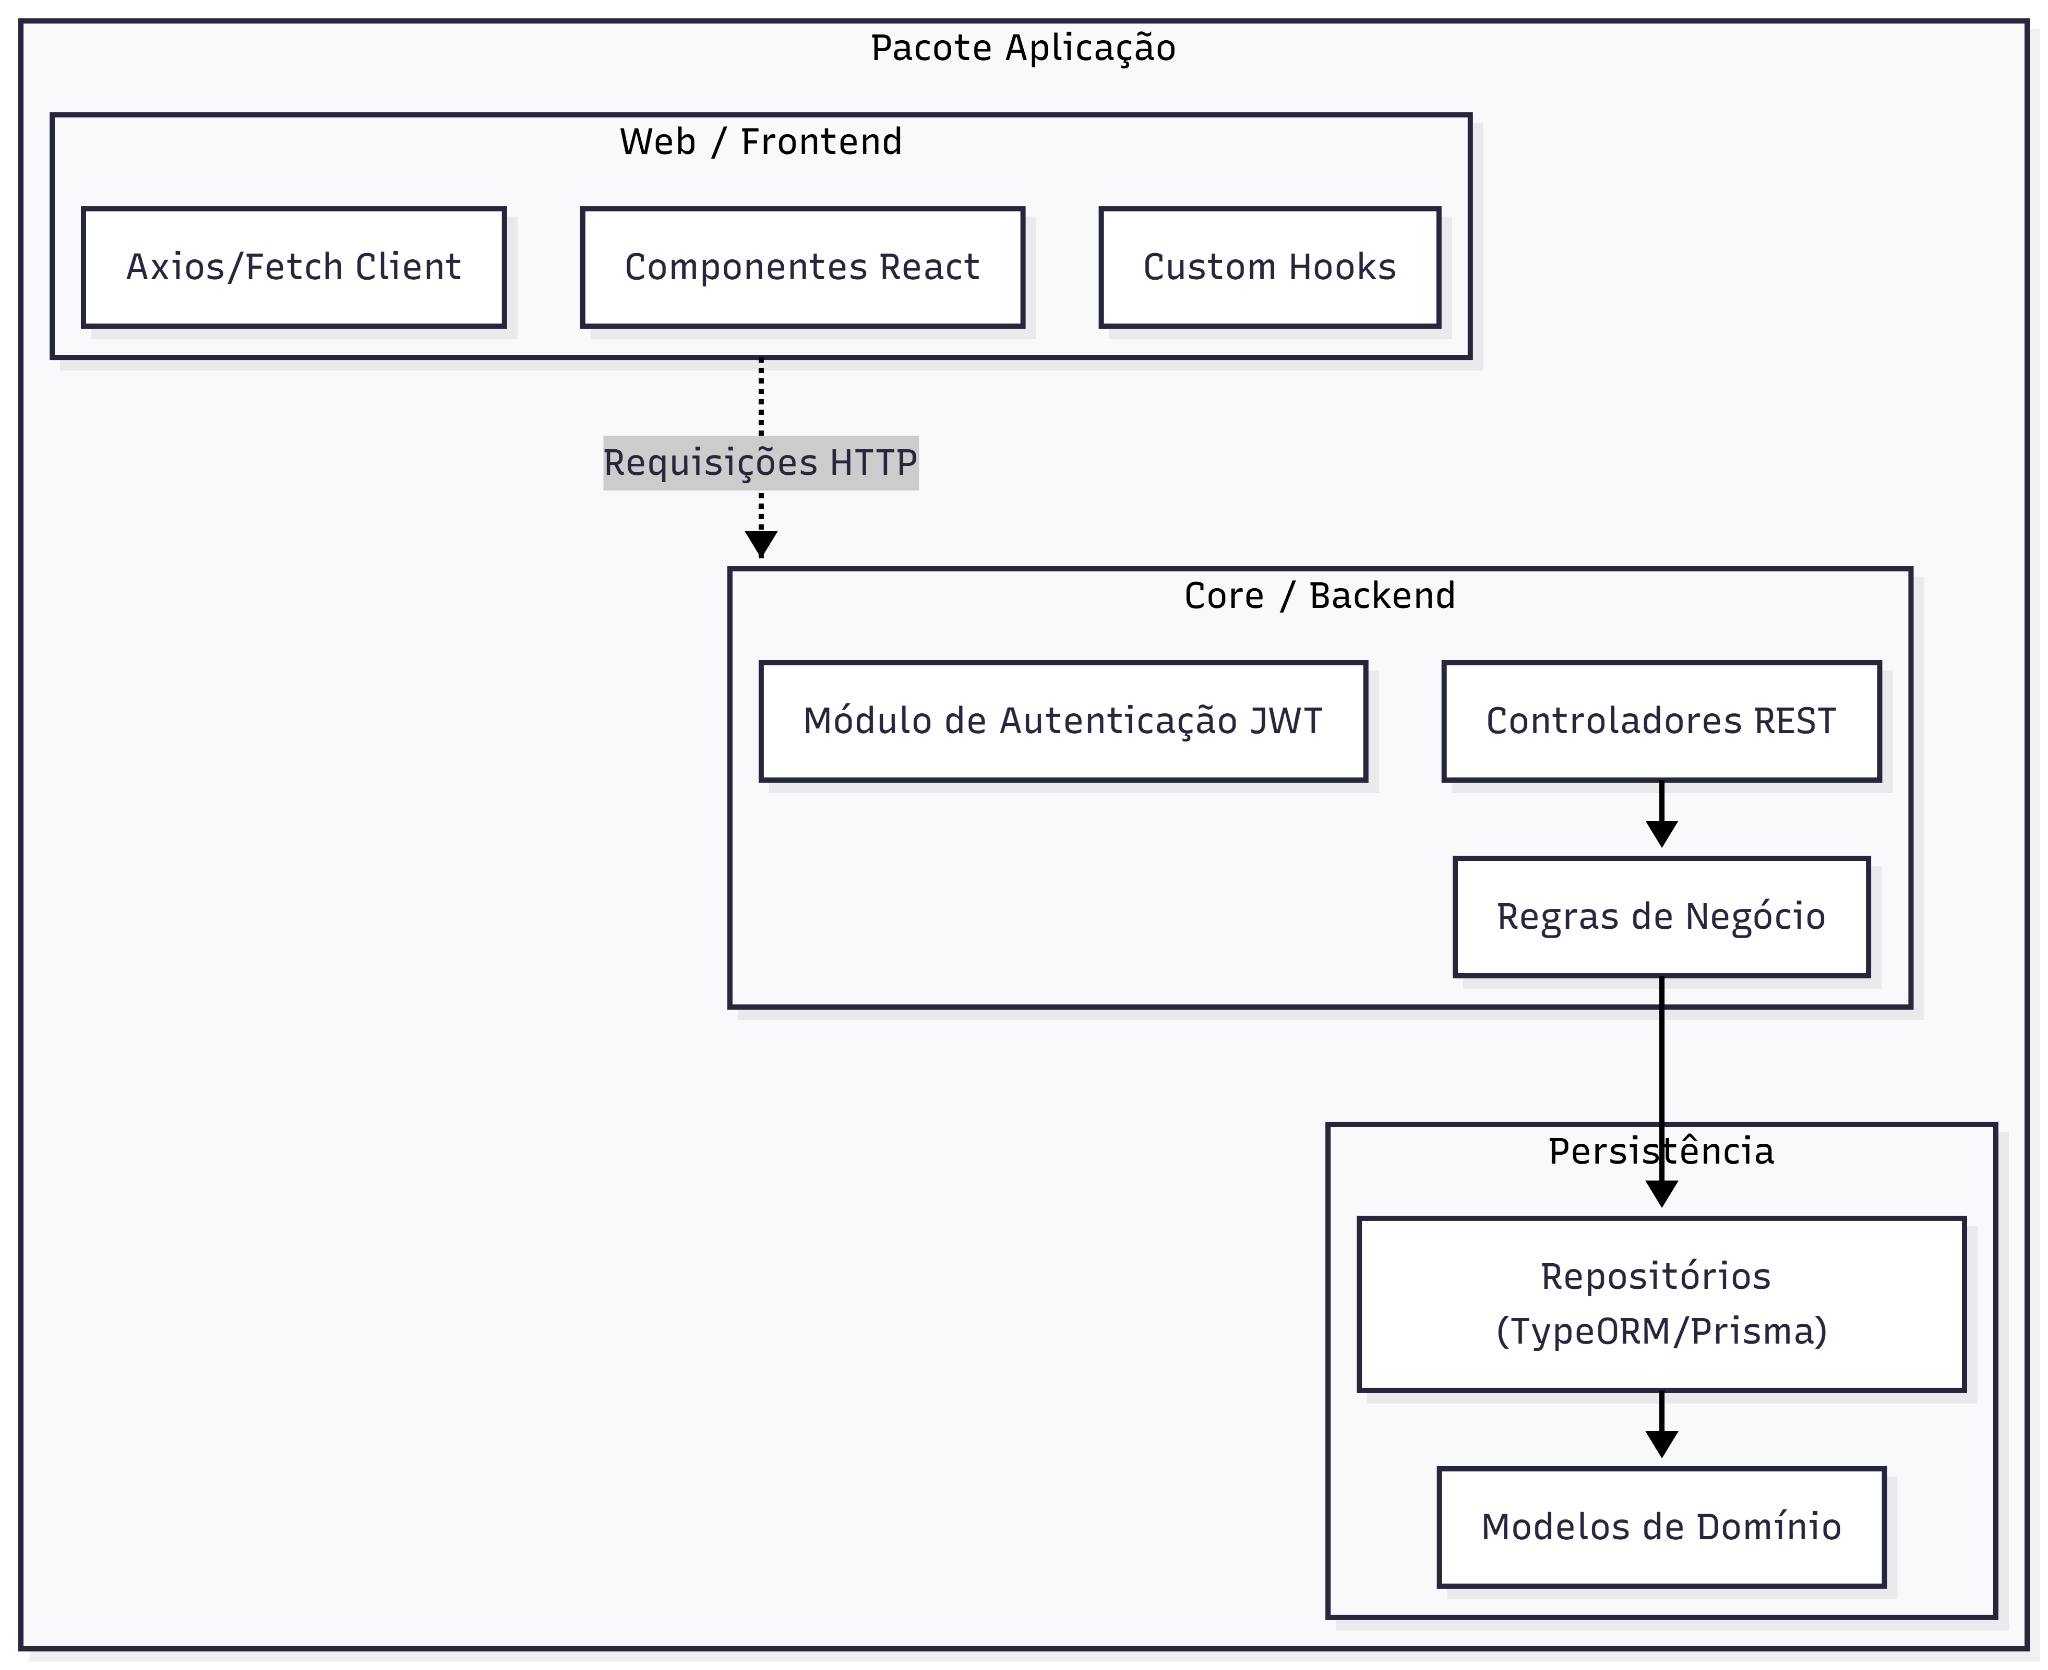 Pacote Aplicação
Web / Frontend
Axios/Fetch Client
Componentes React
Custom Hooks
Requisições HTTP
Core / Backend
Módulo de Autenticação JWT
Controladores REST
Regras de Negócio
Persistência
Repositórios
(TypeORM/Prisma)
Modelos de Domínio